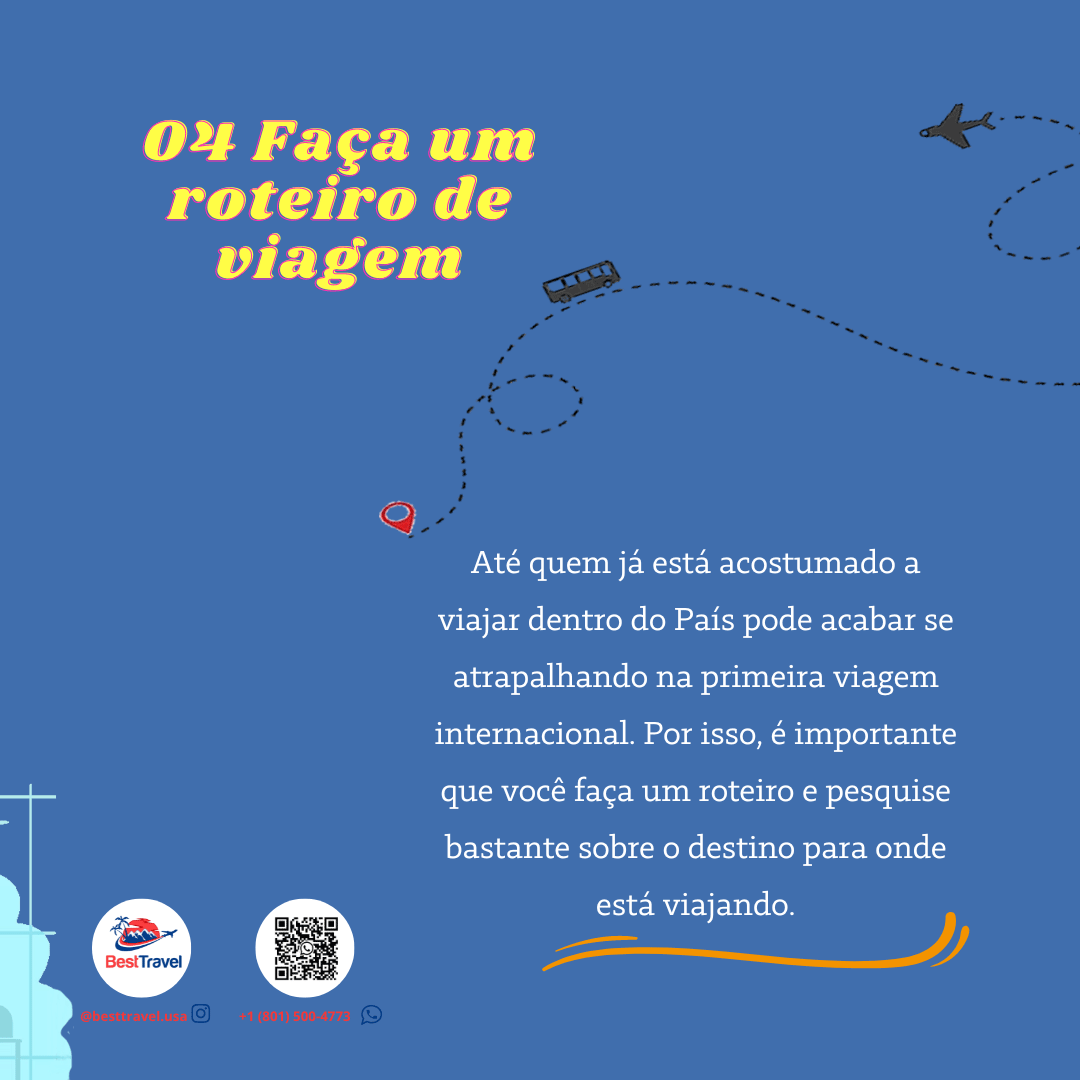 04 Faça um
roteiro de
viagem
Até quem já está acostumado a
viajar dentro do País pode acabar se
atrapalhando na primeira viagem
internacional. Por isso, é importante
que você faça um roteiro e pesquise
bastante sobre o destino para onde
está viajando.
BestTravel
@besttravel.usa
+1 (801) 500-4773